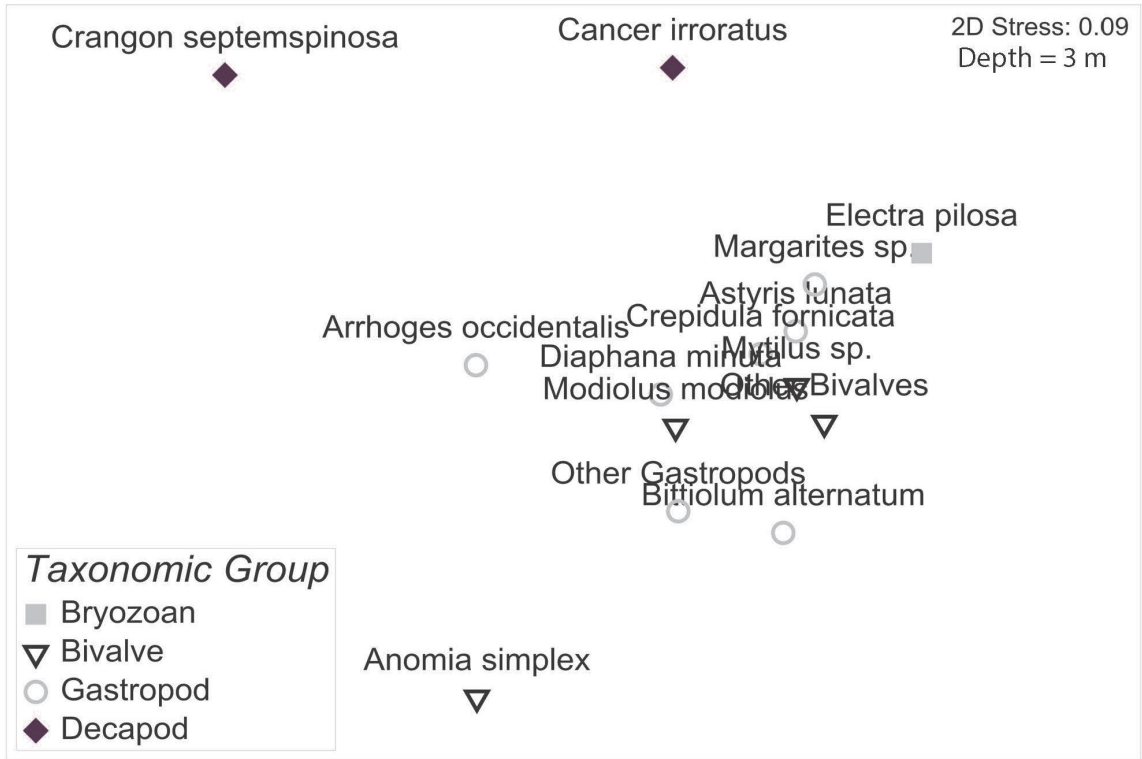 Crangon septemspinosa
Cancer irroratus
2D Stress: 0.09
Depth = 3 m
Electra pilosa
Margarites sp.
Astyris lunata
Crepidula fornicata
Arrhoges occidentalis
Mytilus sp.
Diaphana minuta
Other Bivalves
Modiolus modiolus
Other Gastropods
Bittiolum alternatum
Anomia simplex
Taxonomic Group
Bryozoan
Bivalve
Gastropod
Decapod